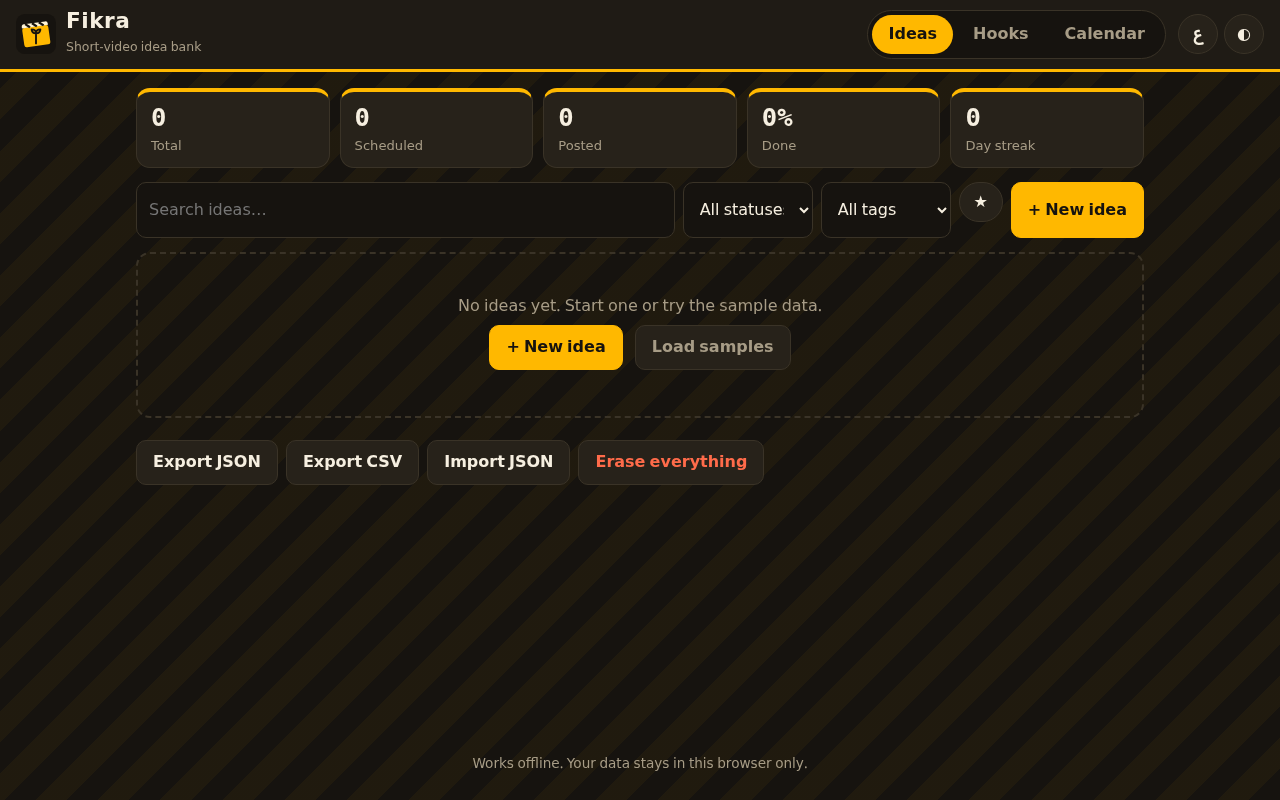 Fikra
Short-video idea bank
Ideas
Hooks
Calendar
ع
0
Total
0
Scheduled
0
Posted
0%
Done
0
Day streak
Search ideas…
All statuse
All tags
★
+ New idea
No ideas yet. Start one or try the sample data.
+ New idea
Load samples
Export JSON
Export CSV
Import JSON
Erase everything
Works offline. Your data stays in this browser only.